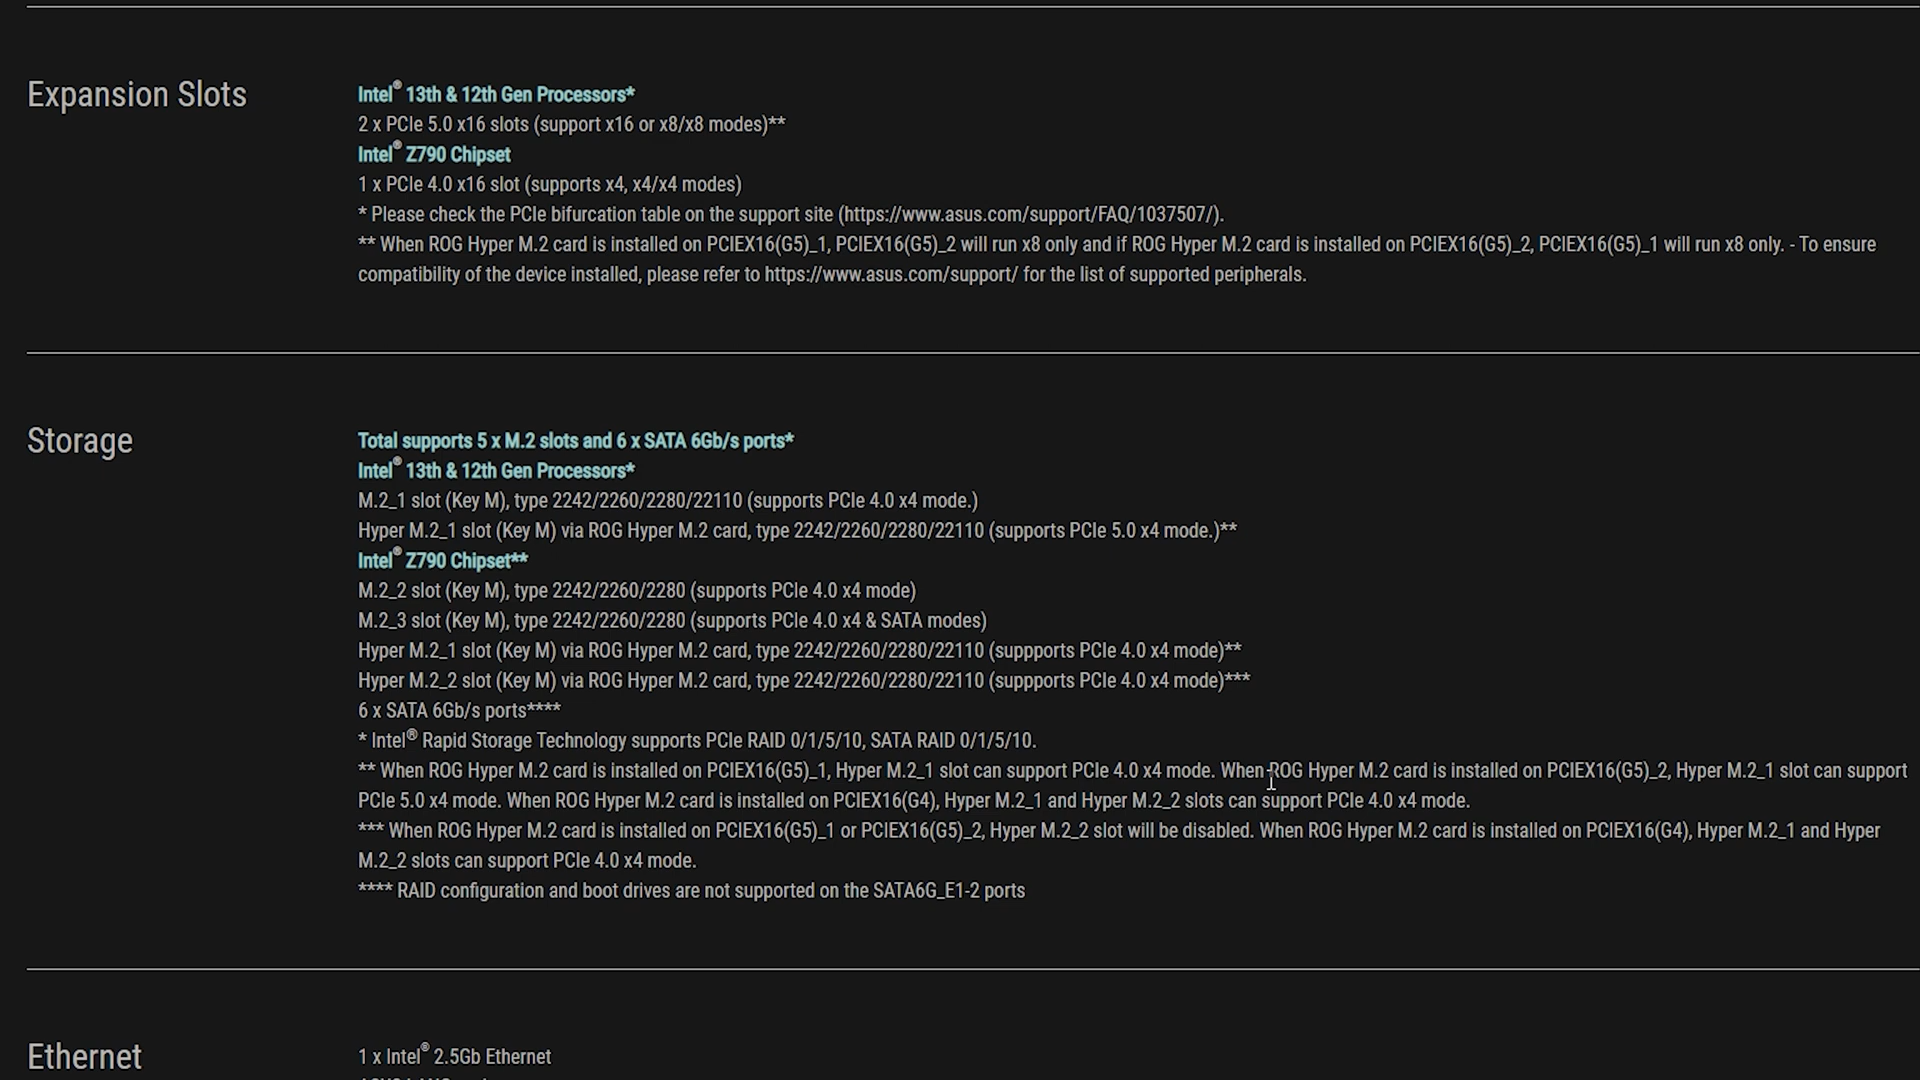 Expansion Slots
Intel® 13th & 12th Gen Processors*
2 x PCIe 5.0 x16 slots (support x16 or x8/x8 modes)**
Intel® Z790 Chipset
1 x PCIe 4.0 x16 slot (supports x4, x4/x4 modes)
* Please check the PCIe bifurcation table on the support site (https://www.asus.com/support/FAQ/1037507/).
** When ROG Hyper M.2 card is installed on PCIEX16(G5)_1, PCIEX16(G5)_2 will run x8 only and if ROG Hyper M.2 card is installed on PCIEX16(G5)_2, PCIEX16(G5)_1 will run x8 only. - To ensure
compatibility of the device installed, please refer to https://www.asus.com/support/ for the list of supported peripherals.
Storage
Total supports 5 x M.2 slots and 6 x SATA 6Gb/s ports*
Intel® 13th & 12th Gen Processors*
M.2_1 slot (Key M), type 2242/2260/2280/22110 (supports PCIe 4.0 x4 mode.)
Hyper M.2_1 slot (Key M) via ROG Hyper M.2 card, type 2242/2260/2280/22110 (supports PCIe 5.0 x4 mode.)**
Intel® Z790 Chipset**
M.2_2 slot (Key M), type 2242/2260/2280 (supports PCIe 4.0 x4 mode)
M.2_3 slot (Key M), type 2242/2260/2280 (supports PCIe 4.0 x4 & SATA modes)
Hyper M.2_1 slot (Key M) via ROG Hyper M.2 card, type 2242/2260/2280/22110 (suppports PCIe 4.0 x4 mode)**
Hyper M.2_2 slot (Key M) via ROG Hyper M.2 card, type 2242/2260/2280/22110 (suppports PCIe 4.0 x4 mode)***
6 x SATA 6Gb/s ports****
* Intel® Rapid Storage Technology supports PCIe RAID 0/1/5/10, SATA RAID 0/1/5/10.
** When ROG Hyper M.2 card is installed on PCIEX16(G5)_1, Hyper M.2_1 slot can support PCIe 4.0 x4 mode. When ROG Hyper M.2 card is installed on PCIEX16(G5)_2, Hyper M.2_1 slot can support
PCIe 5.0 x4 mode. When ROG Hyper M.2 card is installed on PCIEX16(G4), Hyper M.2_1 and Hyper M.2_2 slots can support PCIe 4.0 x4 mode.
*** When ROG Hyper M.2 card is installed on PCIEX16(G5)_1 or PCIEX16(G5)_2, Hyper M.2_2 slot will be disabled. When ROG Hyper M.2 card is installed on PCIEX16(G4), Hyper M.2_1 and Hyper
M.2_2 slots can support PCIe 4.0 x4 mode.
**** RAID configuration and boot drives are not supported on the SATA6G_E1-2 ports
Ethernet
1 x Intel® 2.5Gb Ethernet